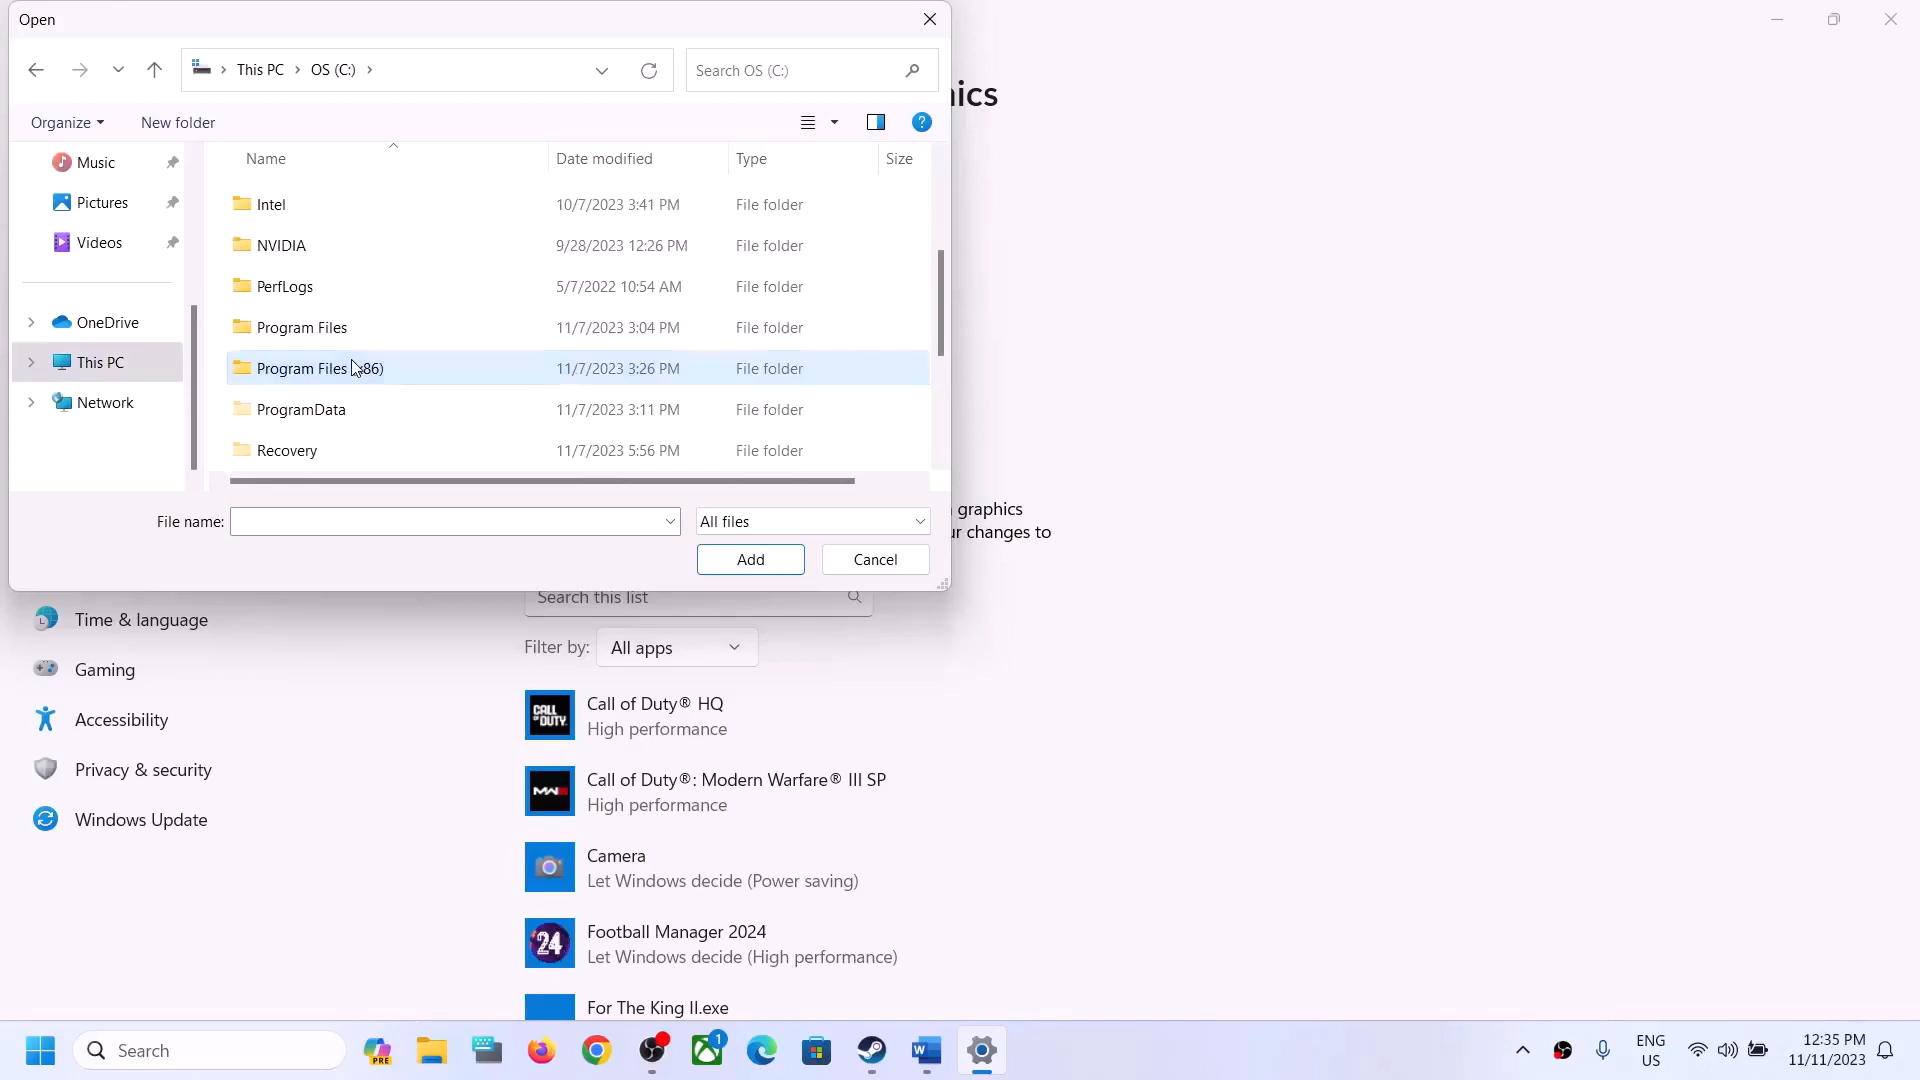 Open
This PC
OS (C:)
Search OS (C:)
Organize
New folder
Name
Date modified
Type
Size
Music
Pictures
Videos
OneDrive
This PC
Network
Intel 10/7/2023 3:41 PM File folder
NVIDIA 9/28/2023 12:26 PM File folder
PerfLogs 5/7/2022 10:54 AM File folder
Program Files 11/7/2023 3:04 PM File folder
Program Files 86) 11/7/2023 3:26 PM File folder
ProgramData 11/7/2023 3:11 PM File folder
Recovery 11/7/2023 5:56 PM File folder
File name:
All files
Add
Cancel
ics
graphics
ur changes to
Time & language
Gaming
Accessibility
Privacy & security
Windows Update
Search this list
Filter by: All apps
CALL OF DUTY
Call of Duty® HQ
High performance
MWIII
Call of Duty®: Modern Warfare® III SP
High performance
Camera
Let Windows decide (Power saving)
24
Football Manager 2024
Let Windows decide (High performance)
For The King II.exe
Search
PRE
1
ENG
US
12:35 PM
11/11/2023